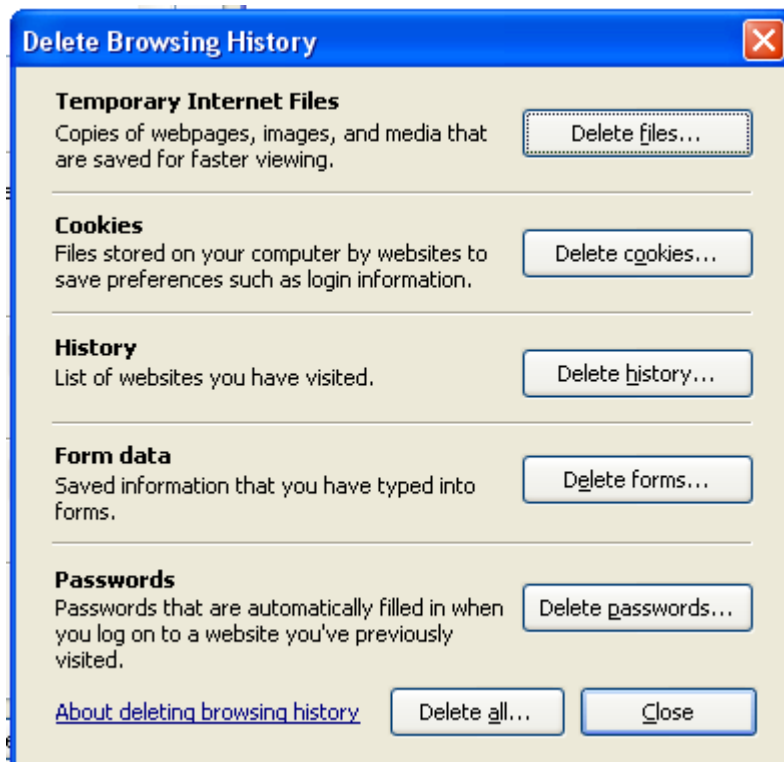 Delete Browsing History
Temporary Internet Files
Copies of webpages, images, and media that
are saved for faster viewing.
Delete files...
Cookies
Files stored on your computer by websites to
save preferences such as login information.
Delete cookies...
History
List of websites you have visited.
Delete history...
Form data
Saved information that you have typed into
forms.
Delete forms...
Passwords
Passwords that are automatically filled in when
you log on to a website you've previously
visited.
Delete passwords...
About deleting browsing history
Delete all...
Close